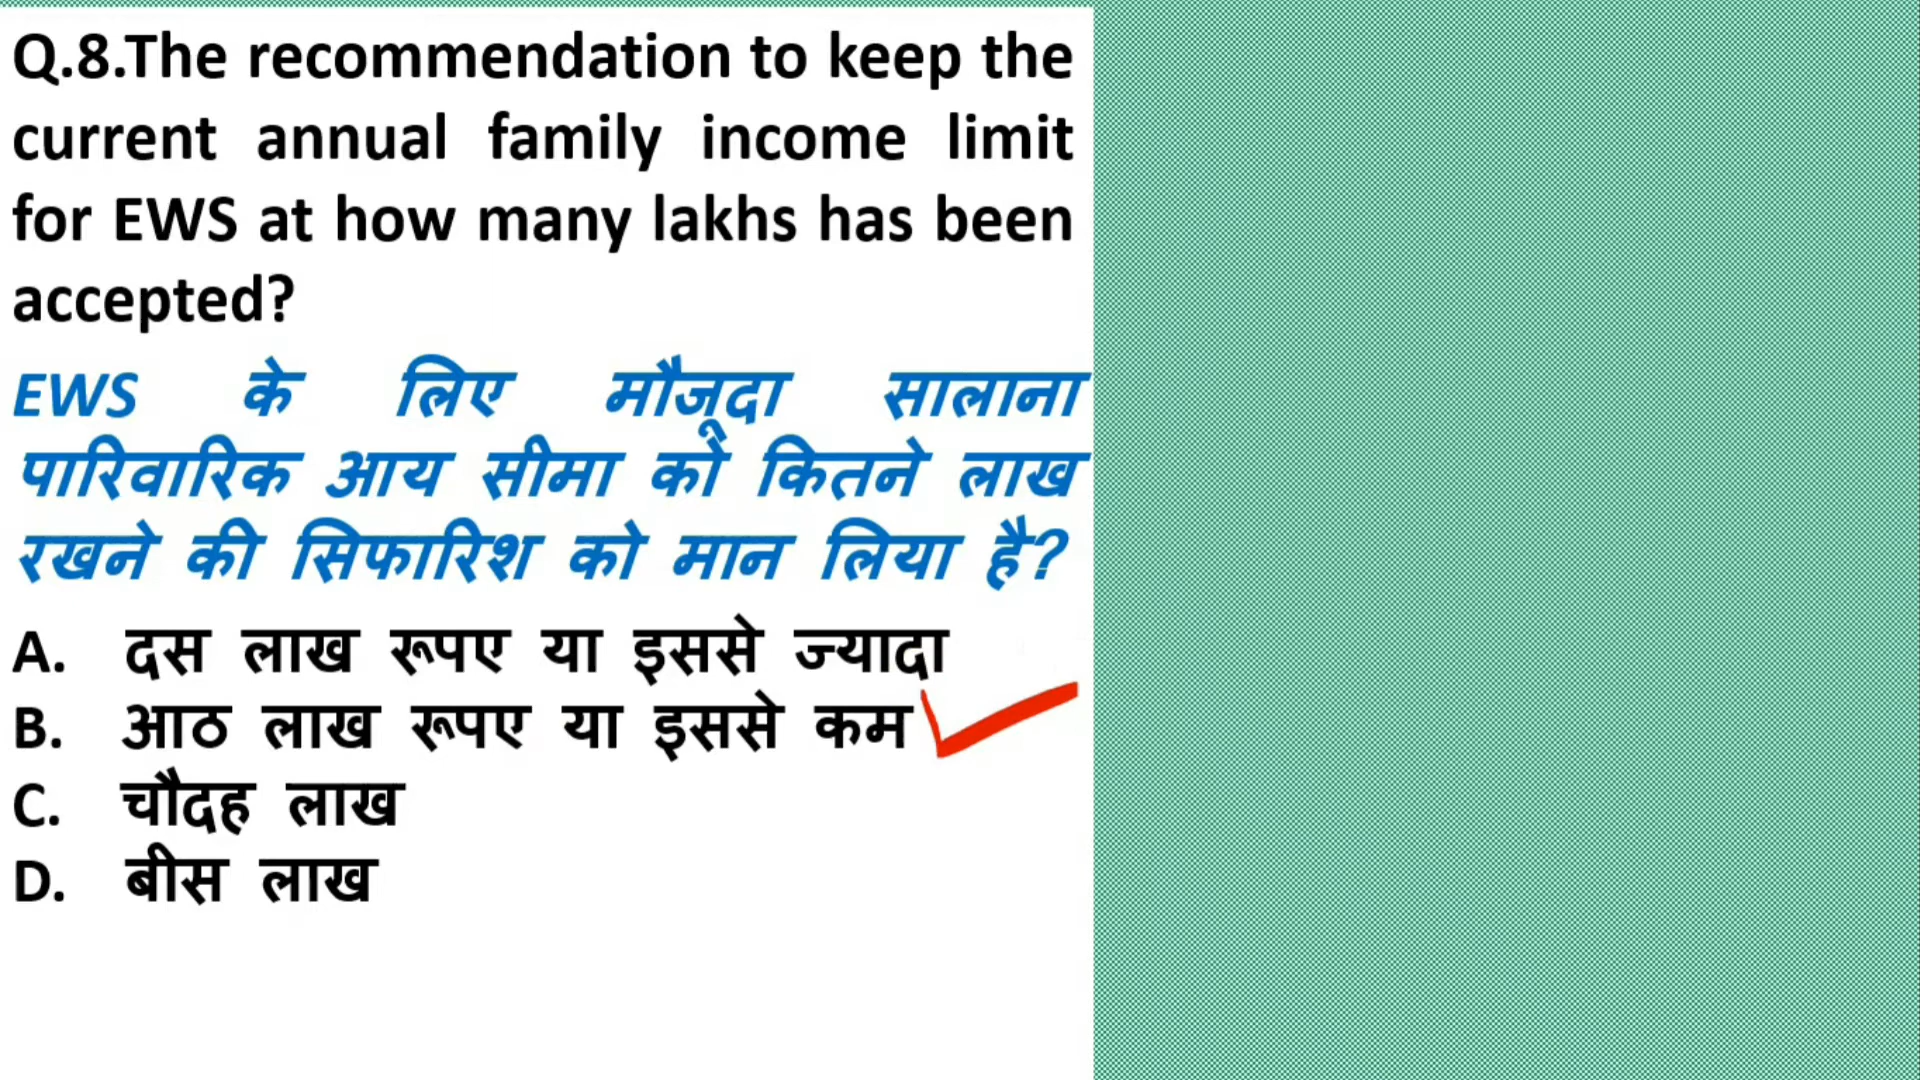 Q.8.The recommendation to keep the
current annual family income limit
for EWS at how many lakhs has been
accepted?
EWS के लिए मौजूदा सालाना
पारिवारिक आय सीमा को कितने लाख
रखने की सिफारिश को मान लिया है?
A. दस लाख रूपए या इससे ज्यादा
B. आठ लाख रूपए या इससे कम
C. चौदह लाख
D. बीस लाख